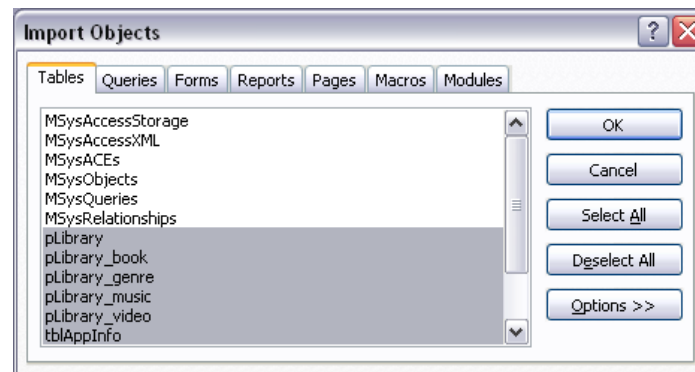 Import Objects
Tables Queries Forms Reports Pages Macros Modules
MSysAccessStorage
MSysAccessXML
MSysACEs
MSysObjects
MSysQueries
MSysRelationships
pLibrary
pLibrary_book
pLibrary_genre
pLibrary_music
pLibrary_video
tblAppInfo
OK
Cancel
Select All
Deselect All
Options >>